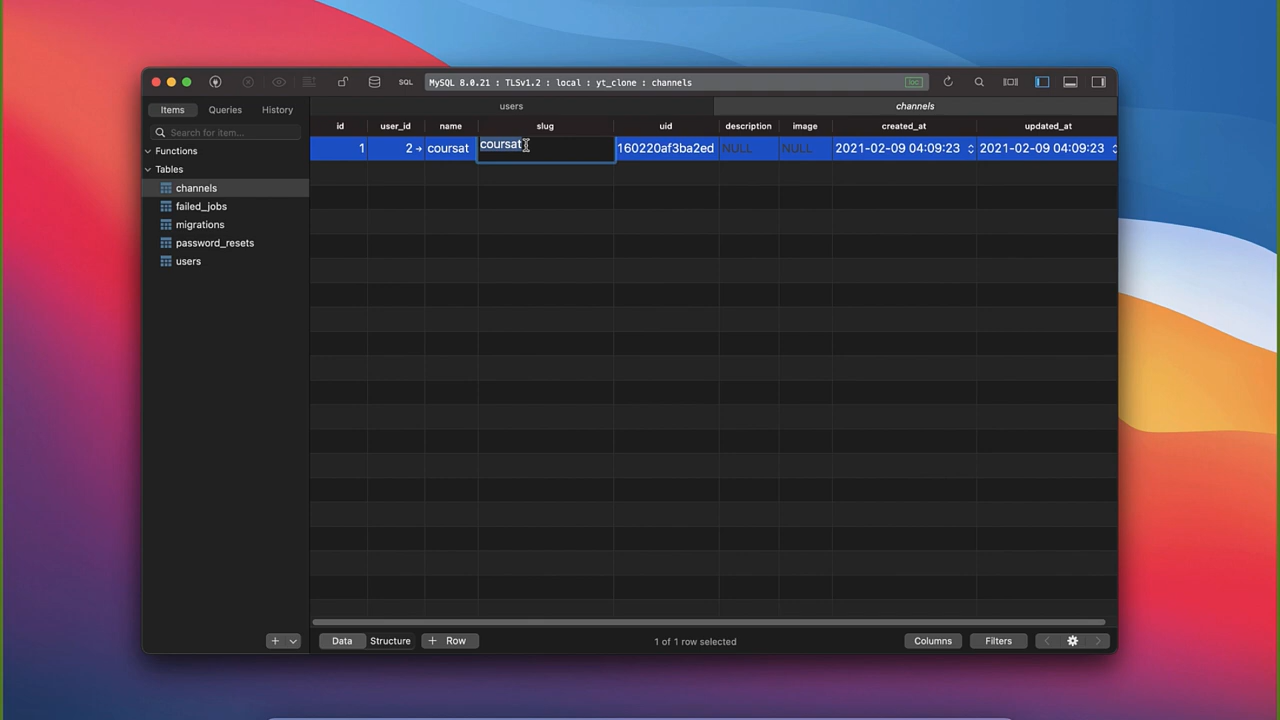 SQL MySQL 8.0.21 : TLSv1.2 : local : yt_clone : channels loc
Items Queries History users channels
Search for item...
id user_id name slug uid description image created_at updated_at
1 2 coursat coursat 160220af3ba2ed NULL NULL 2021-02-09 04:09:23 2021-02-09 04:09:23
Functions
Tables
channels
failed_jobs
migrations
password_resets
users
Data Structure + Row 1 of 1 row selected Columns Filters